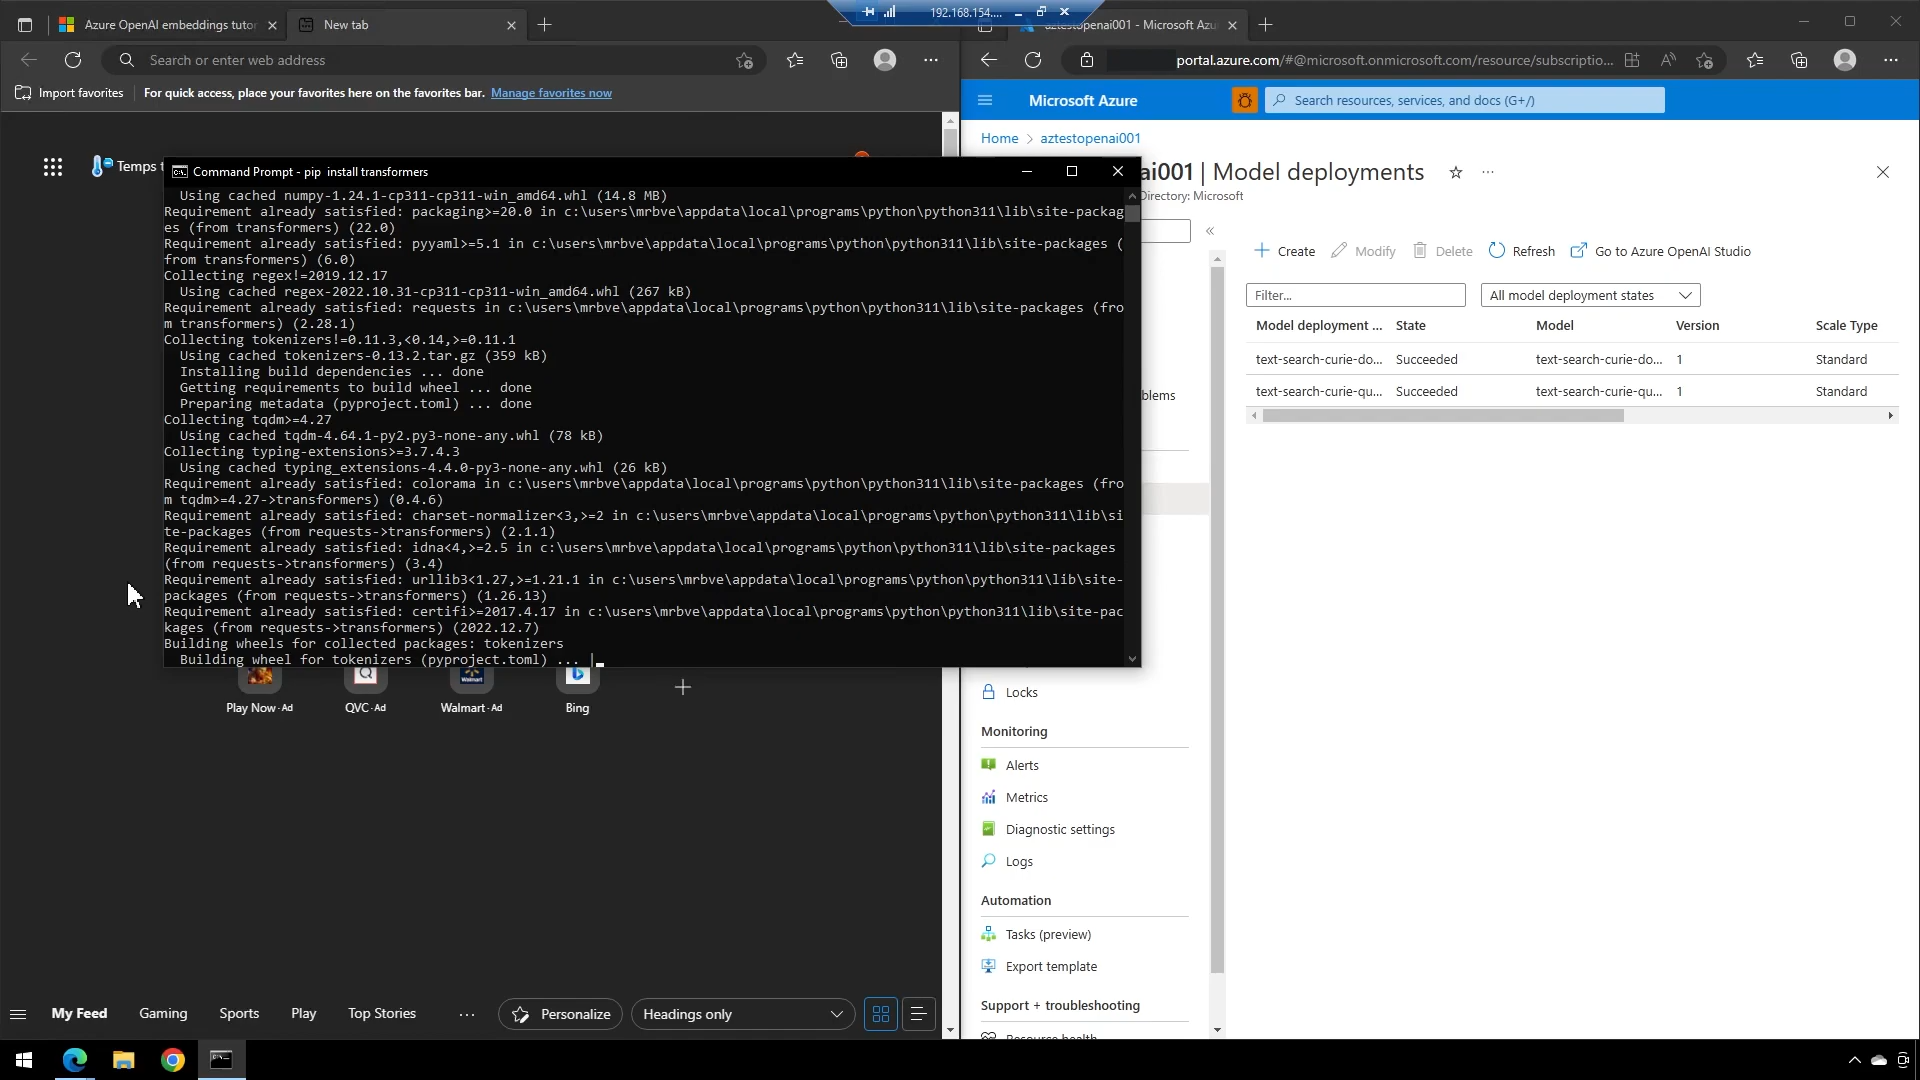 Azure OpenAI embeddings tutor
New tab
192.168.154....
aztestopenai001 - Microsoft Azu
Search or enter web address
portal.azure.com/#@microsoft.onmicrosoft.com/resource/subscriptio...
Import favorites
For quick access, place your favorites here on the favorites bar. Manage favorites now
Microsoft Azure
Search resources, services, and docs (G+/)
Home > aztestopenai001
Temps t
Command Prompt - pip  install transformers
  Using cached numpy-1.24.1-cp311-cp311-win_amd64.whl (14.8 MB)
Requirement already satisfied: packaging>=20.0 in c:\users\mrbve\appdata\local\programs\python\python311\lib\site-packag
es (from transformers) (22.0)
Requirement already satisfied: pyyaml>=5.1 in c:\users\mrbve\appdata\local\programs\python\python311\lib\site-packages (
from transformers) (6.0)
Collecting regex!=2019.12.17
  Using cached regex-2022.10.31-cp311-cp311-win_amd64.whl (267 kB)
Requirement already satisfied: requests in c:\users\mrbve\appdata\local\programs\python\python311\lib\site-packages (fro
m transformers) (2.28.1)
Collecting tokenizers!=0.11.3,<0.14,>=0.11.1
  Using cached tokenizers-0.13.2.tar.gz (359 kB)
  Installing build dependencies ... done
  Getting requirements to build wheel ... done
  Preparing metadata (pyproject.toml) ... done
Collecting tqdm>=4.27
  Using cached tqdm-4.64.1-py2.py3-none-any.whl (78 kB)
Collecting typing-extensions>=3.7.4.3
  Using cached typing_extensions-4.4.0-py3-none-any.whl (26 kB)
Requirement already satisfied: colorama in c:\users\mrbve\appdata\local\programs\python\python311\lib\site-packages (fro
m tqdm>=4.27->transformers) (0.4.6)
Requirement already satisfied: charset-normalizer<3,>=2 in c:\users\mrbve\appdata\local\programs\python\python311\lib\si
te-packages (from requests->transformers) (2.1.1)
Requirement already satisfied: idna<4,>=2.5 in c:\users\mrbve\appdata\local\programs\python\python311\lib\site-packages
(from requests->transformers) (3.4)
Requirement already satisfied: urllib3<1.27,>=1.21.1 in c:\users\mrbve\appdata\local\programs\python\python311\lib\site-
packages (from requests->transformers) (1.26.13)
Requirement already satisfied: certifi>=2017.4.17 in c:\users\mrbve\appdata\local\programs\python\python311\lib\site-pac
kages (from requests->transformers) (2022.12.7)
Building wheels for collected packages: tokenizers
  Building wheel for tokenizers (pyproject.toml) ... |
ai001 | Model deployments
Directory: Microsoft
Create
Modify
Delete
Refresh
Go to Azure OpenAI Studio
Filter...
All model deployment states
Model deployment ... State Model Version Scale Type
text-search-curie-do... Succeeded text-search-curie-do... 1 Standard
text-search-curie-qu... Succeeded text-search-curie-qu... 1 Standard
blems
Locks
Monitoring
Alerts
Metrics
Diagnostic settings
Logs
Automation
Tasks (preview)
Export template
Support + troubleshooting
Resource health
Walmart
Play Now · Ad
QVC · Ad
Walmart · Ad
Bing
My Feed
Gaming
Sports
Play
Top Stories
Personalize
Headings only